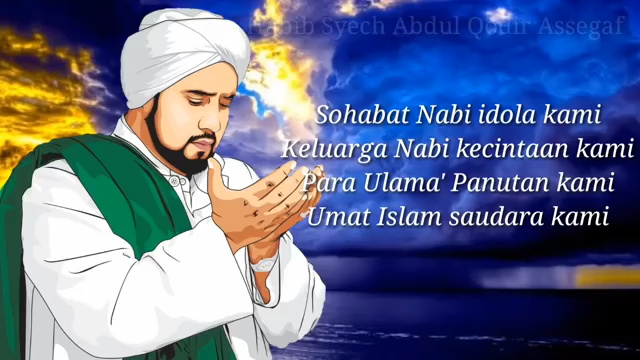 Habib Syech Abdul Qodir Assegaf
Sohabat Nabi idola kami
Keluarga Nabi kecintaan kami
Para Ulama' Panutan kami
Umat Islam saudara kami